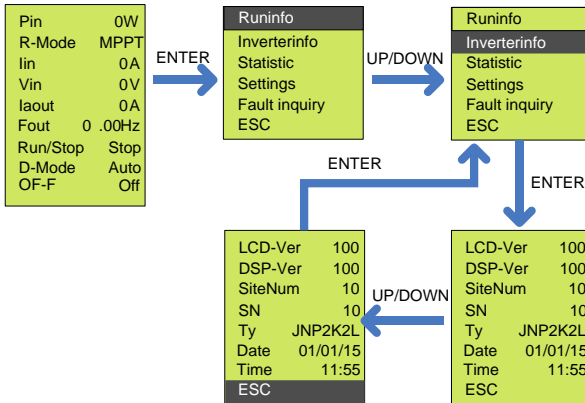 Pin 0W
R-Mode MPPT
Iin 0A
Vin 0V
Iaout 0A
Fout 0 .00Hz
Run/Stop Stop
D-Mode Auto
OF-F Off
ENTER
Runinfo
Inverterinfo
Statistic
Settings
Fault inquiry
ESC
UP/DOWN
Runinfo
Inverterinfo
Statistic
Settings
Fault inquiry
ESC
ENTER
ENTER
LCD-Ver 100
DSP-Ver 100
SiteNum 10
SN 10
Ty JNP2K2L
Date 01/01/15
Time 11:55
ESC
UP/DOWN
LCD-Ver 100
DSP-Ver 100
SiteNum 10
SN 10
Ty JNP2K2L
Date 01/01/15
Time 11:55
ESC